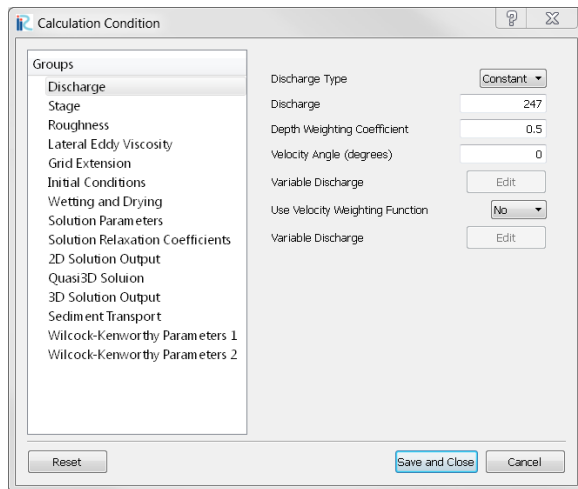 iRC Calculation Condition
Groups
Discharge
Stage
Roughness
Lateral Eddy Viscosity
Grid Extension
Initial Conditions
Wetting and Drying
Solution Parameters
Solution Relaxation Coefficients
2D Solution Output
Quasi3D Soluion
3D Solution Output
Sediment Transport
Wilcock-Kenworthy Parameters 1
Wilcock-Kenworthy Parameters 2
Discharge Type Constant
Discharge 247
Depth Weighting Coefficient 0.5
Velocity Angle (degrees) 0
Variable Discharge Edit
Use Velocity Weighting Function No
Variable Discharge Edit
Reset Save and Close Cancel